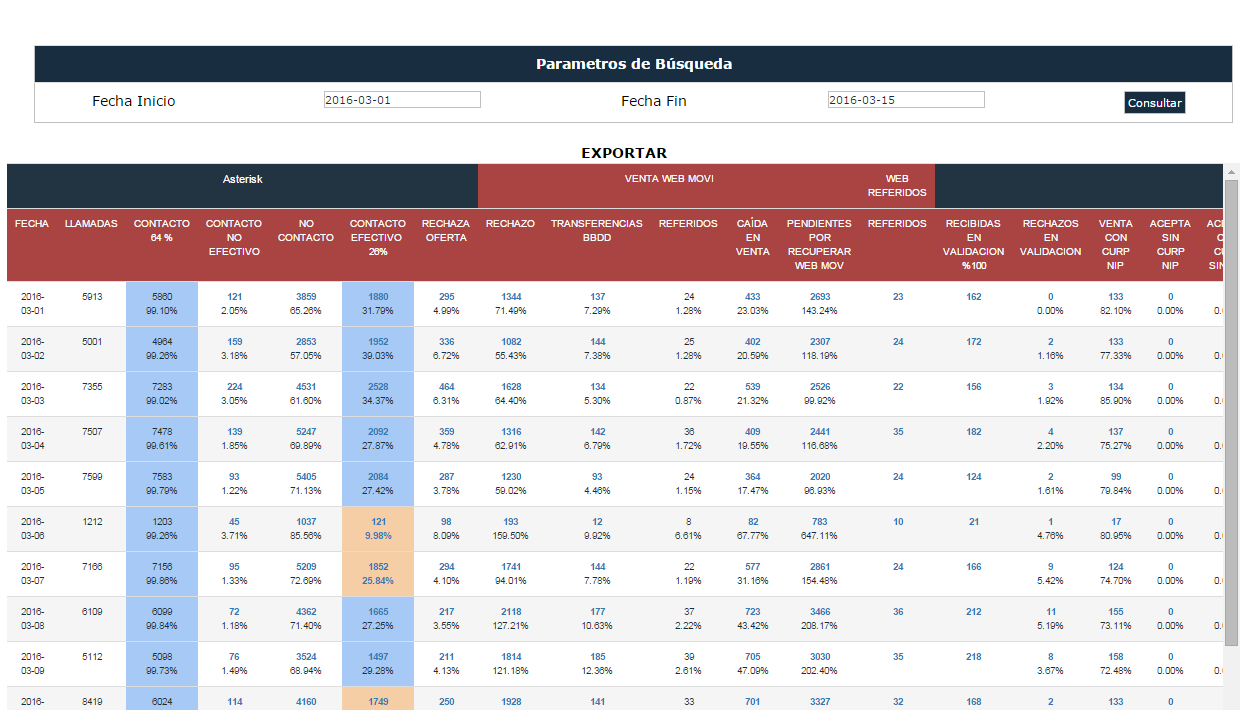 Parametros de Búsqueda
Fecha Inicio 2016-03-01 Fecha Fin 2016-03-15 Consultar
EXPORTAR
Asterisk VENTA WEB MOVI WEB
REFERIDOS
FECHA LLAMADAS CONTACTO CONTACTO NO CONTACTO RECHAZA RECHAZO TRANSFERENCIAS REFERIDOS CAÍDA PENDIENTES REFERIDOS RECIBIDAS RECHAZOS VENTA ACEPTA
64 % NO CONTACTO EFECTIVO OFERTA BBDD EN POR EN EN CON SIN
EFECTIVO 26% VENTA RECUPERAR VALIDACION VALIDACION CURP CURP
WEB MOV %100 NIP NIP
2016- 5913 5860 121 3859 1880 295 1344 137 24 433 2693 23 162 0 133 0
03-01 99.10% 2.05% 65.26% 31.79% 4.99% 71.49% 7.29% 1.28% 23.03% 143.24% 0.00% 82.10% 0.00% 0.
2016- 5001 4964 159 2853 1952 336 1082 144 25 402 2307 24 172 2 133 0
03-02 99.26% 3.18% 57.05% 39.03% 6.72% 55.43% 7.38% 1.28% 20.59% 118.19% 1.16% 77.33% 0.00% 0.
2016- 7355 7283 224 4531 2528 464 1628 134 22 539 2526 22 156 3 134 0
03-03 99.02% 3.05% 61.60% 34.37% 6.31% 64.40% 5.30% 0.87% 21.32% 99.92% 1.92% 85.90% 0.00% 0.
2016- 7507 7478 139 5247 2092 359 1316 142 36 409 2441 35 182 4 137 0
03-04 99.61% 1.85% 69.89% 27.87% 4.78% 62.91% 6.79% 1.72% 19.55% 116.68% 2.20% 75.27% 0.00% 0.
2016- 7599 7583 93 5405 2084 287 1230 93 24 364 2020 24 124 2 99 0
03-05 99.79% 1.22% 71.13% 27.42% 3.78% 59.02% 4.46% 1.15% 17.47% 96.93% 1.61% 79.84% 0.00% 0.
2016- 1212 1203 45 1037 121 98 193 12 8 82 783 10 21 1 17 0
03-06 99.26% 3.71% 85.56% 9.98% 8.09% 159.50% 9.92% 6.61% 67.77% 647.11% 4.76% 80.95% 0.00% 0.
2016- 7166 7156 95 5209 1852 294 1741 144 22 577 2861 24 166 9 124 0
03-07 99.86% 1.33% 72.69% 25.84% 4.10% 94.01% 7.78% 1.19% 31.16% 154.48% 5.42% 74.70% 0.00% 0.
2016- 6109 6099 72 4362 1665 217 2118 177 37 723 3466 36 212 11 155 0
03-08 99.84% 1.18% 71.40% 27.25% 3.55% 127.21% 10.63% 2.22% 43.42% 208.17% 5.19% 73.11% 0.00% 0.
2016- 5112 5098 76 3524 1497 211 1814 185 39 705 3030 35 218 8 158 0
03-09 99.73% 1.49% 68.94% 29.28% 4.13% 121.18% 12.36% 2.61% 47.09% 202.40% 3.67% 72.48% 0.00% 0.
2016- 8419 6024 114 4160 1749 250 1928 141 33 701 3327 32 168 2 133 0